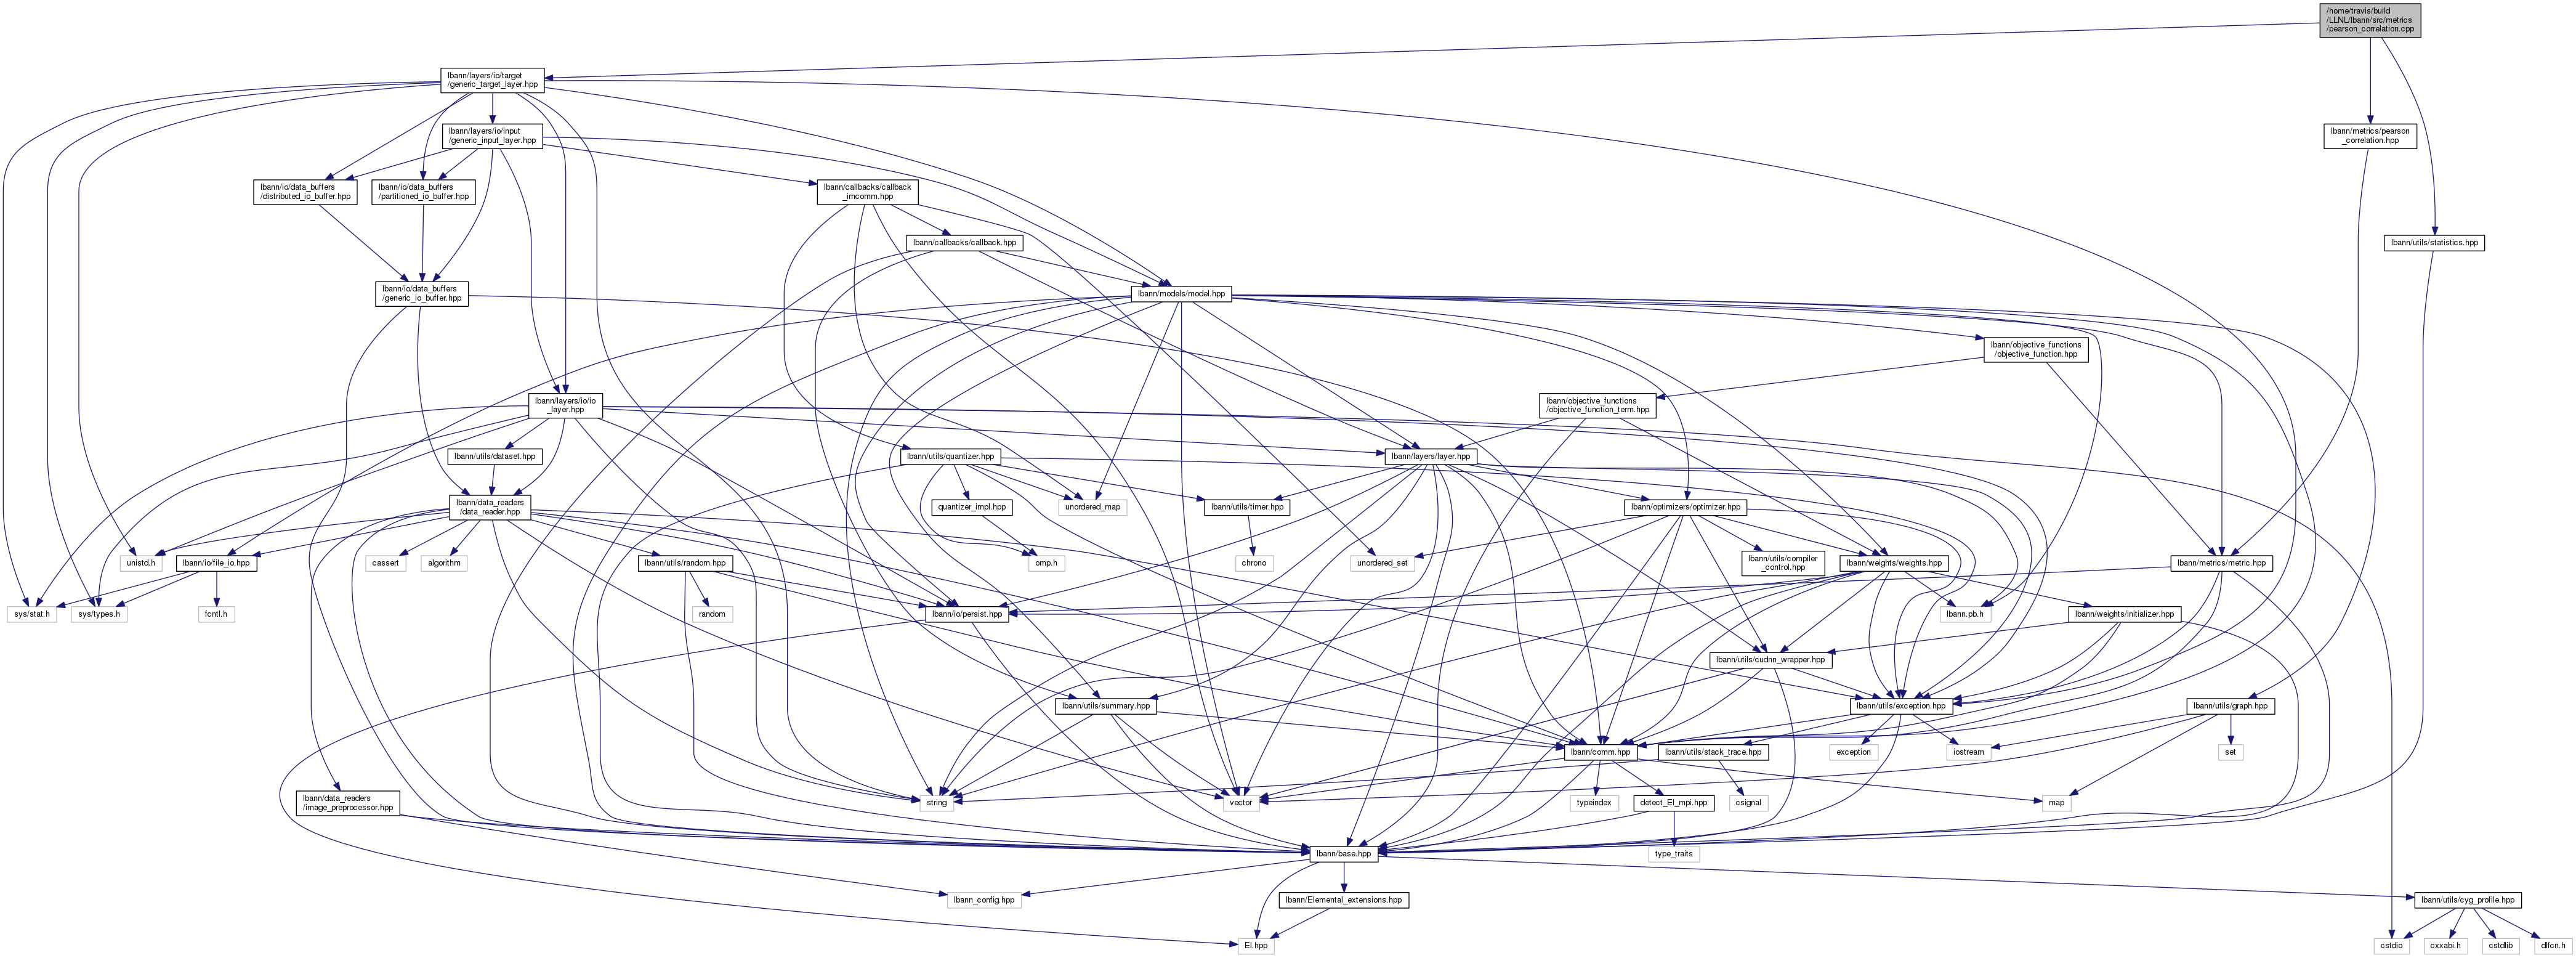 /home/travis/build
/LLNL/lbann/src/metrics
/pearson_correlation.cpp
lbann/layers/io/target
/generic_target_layer.hpp
lbann/layers/io/input
/generic_input_layer.hpp
lbann/metrics/pearson
_correlation.hpp
lbann/io/data_buffers
/distributed_io_buffer.hpp
lbann/io/data_buffers
/partitioned_io_buffer.hpp
lbann/callbacks/callback
_imcomm.hpp
lbann/callbacks/callback.hpp
lbann/utils/statistics.hpp
lbann/io/data_buffers
/generic_io_buffer.hpp
lbann/models/model.hpp
lbann/objective_functions
/objective_function.hpp
lbann/layers/io/io
_layer.hpp
lbann/objective_functions
/objective_function_term.hpp
lbann/utils/dataset.hpp
lbann/utils/quantizer.hpp
lbann/layers/layer.hpp
lbann/data_readers
/data_reader.hpp
quantizer_impl.hpp
unordered_map
lbann/utils/timer.hpp
lbann/optimizers/optimizer.hpp
unistd.h
lbann/io/file_io.hpp
cassert
algorithm
lbann/utils/random.hpp
omp.h
chrono
unordered_set
lbann/utils/compiler
_control.hpp
lbann/weights/weights.hpp
lbann/metrics/metric.hpp
sys/stat.h
sys/types.h
fcntl.h
random
lbann/io/persist.hpp
lbann.pb.h
lbann/weights/initializer.hpp
lbann/utils/cudnn_wrapper.hpp
lbann/utils/summary.hpp
lbann/utils/exception.hpp
lbann/utils/graph.hpp
lbann/comm.hpp
lbann/utils/stack_trace.hpp
exception
iostream
set
lbann/data_readers
/image_preprocessor.hpp
string
vector
typeindex
detect_El_mpi.hpp
csignal
map
lbann/base.hpp
type_traits
lbann_config.hpp
lbann/Elemental_extensions.hpp
lbann/utils/cyg_profile.hpp
El.hpp
cstdio
cxxabi.h
cstdlib
dlfcn.h